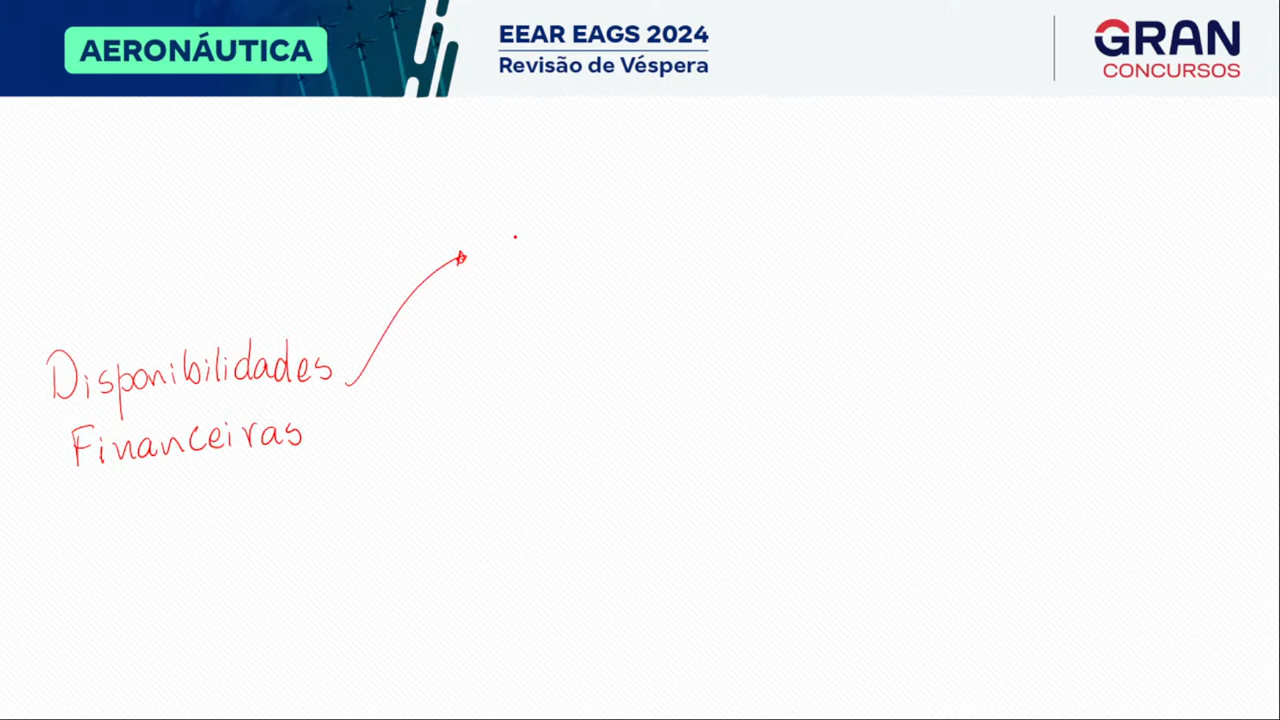 AERONÁUTICA
EEAR EAGS 2024
Revisão de Véspera
GRAN
CONCURSOS
Disponibilidades
Financeiras